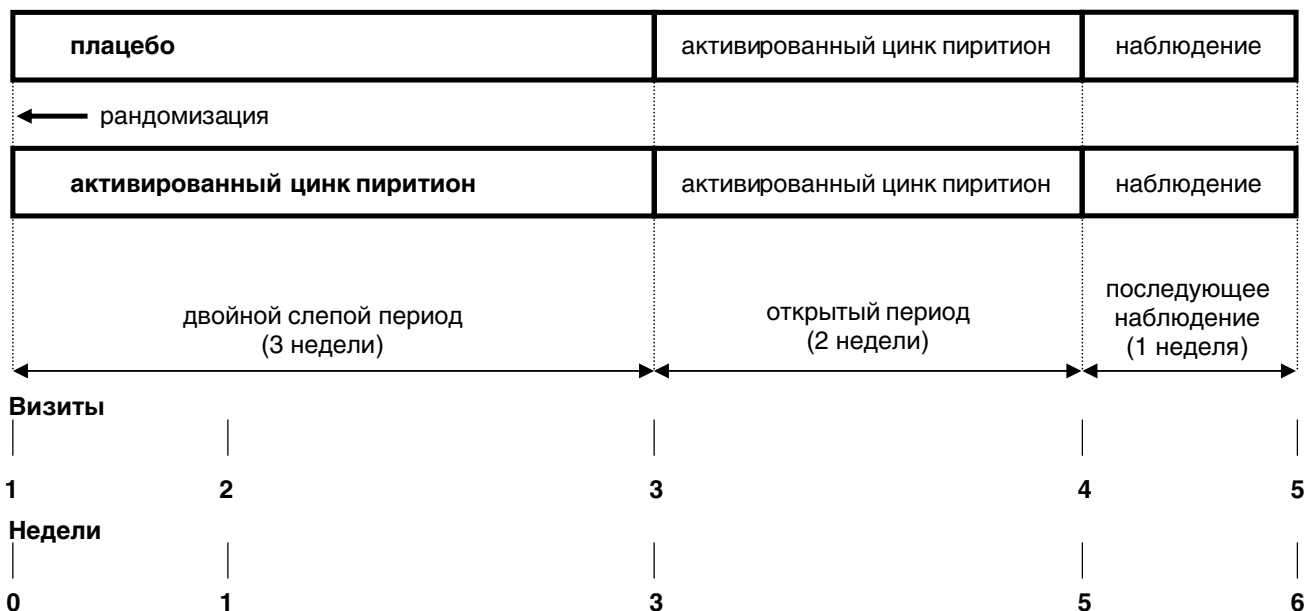 плацебо
активированный цинк пиритион
наблюдение
рандомизация
активированный цинк пиритион
активированный цинк пиритион
наблюдение
двойной слепой период
(3 недели)
открытый период
(2 недели)
последующее
наблюдение
(1 неделя)
Визиты
1 2 3 4 5
Недели
0 1 3 5 6